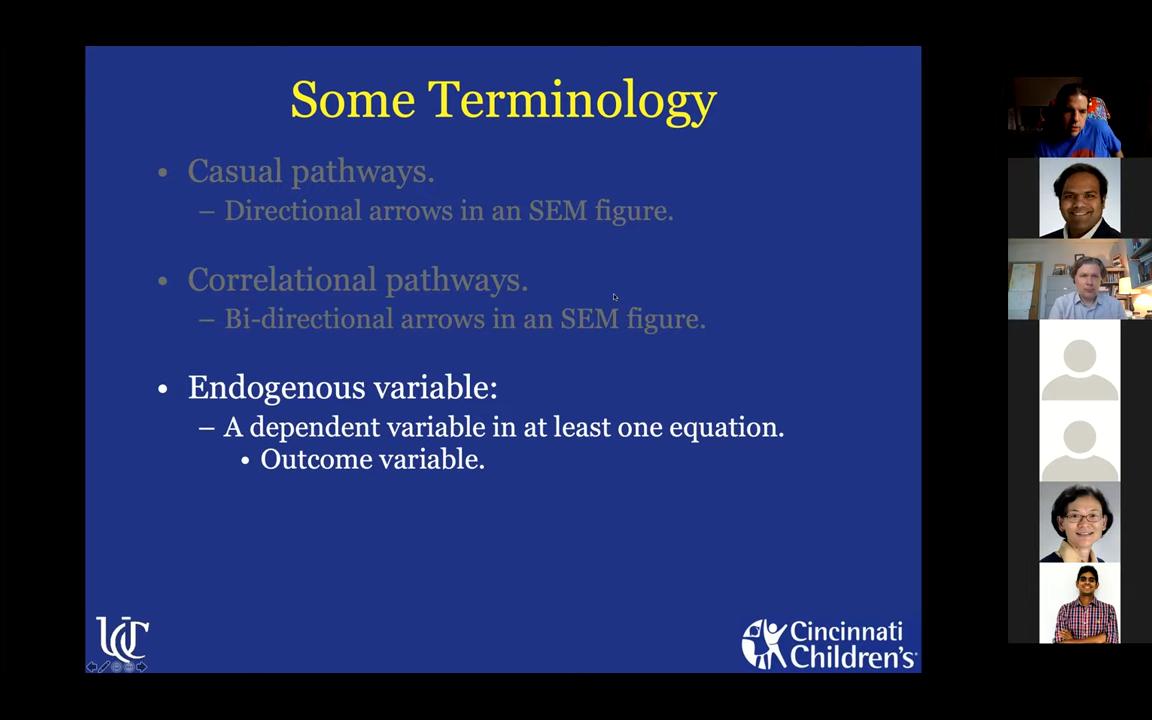 Some Terminology
• Casual pathways.
– Directional arrows in an SEM figure.
• Correlational pathways.
– Bi-directional arrows in an SEM figure.
• Endogenous variable:
– A dependent variable in at least one equation.
• Outcome variable.
UC
Cincinnati
Children's